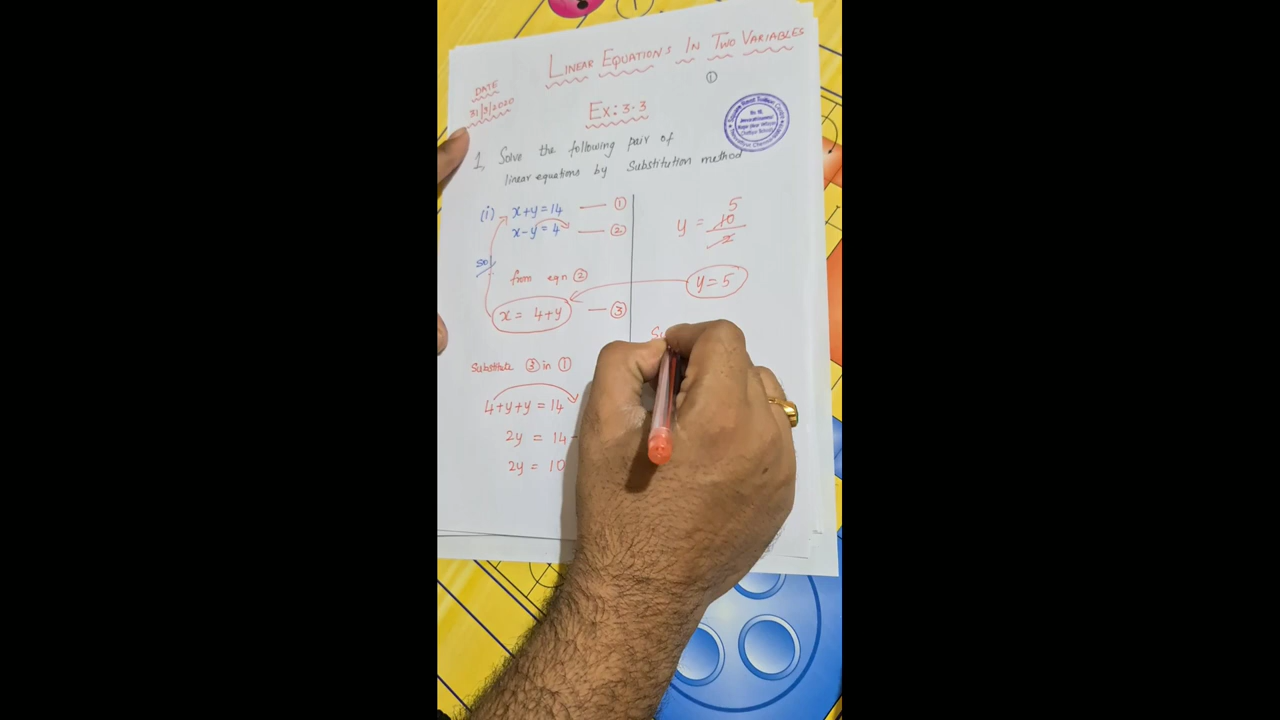 LINEAR EQUATIONS IN TWO VARIABLES
①
DATE
31/3/2020
Ex: 3.3
1, Solve the following pair of
linear equations by Substitution method
(i) x+y=14 —— ①
x-y=4 —— ②
Sol
from eqn ②
x = 4+y — ③
Substitute ③ in ①
4+y+y = 14
2y = 14-
2y = 10
5
y = 10
2
y = 5
Su